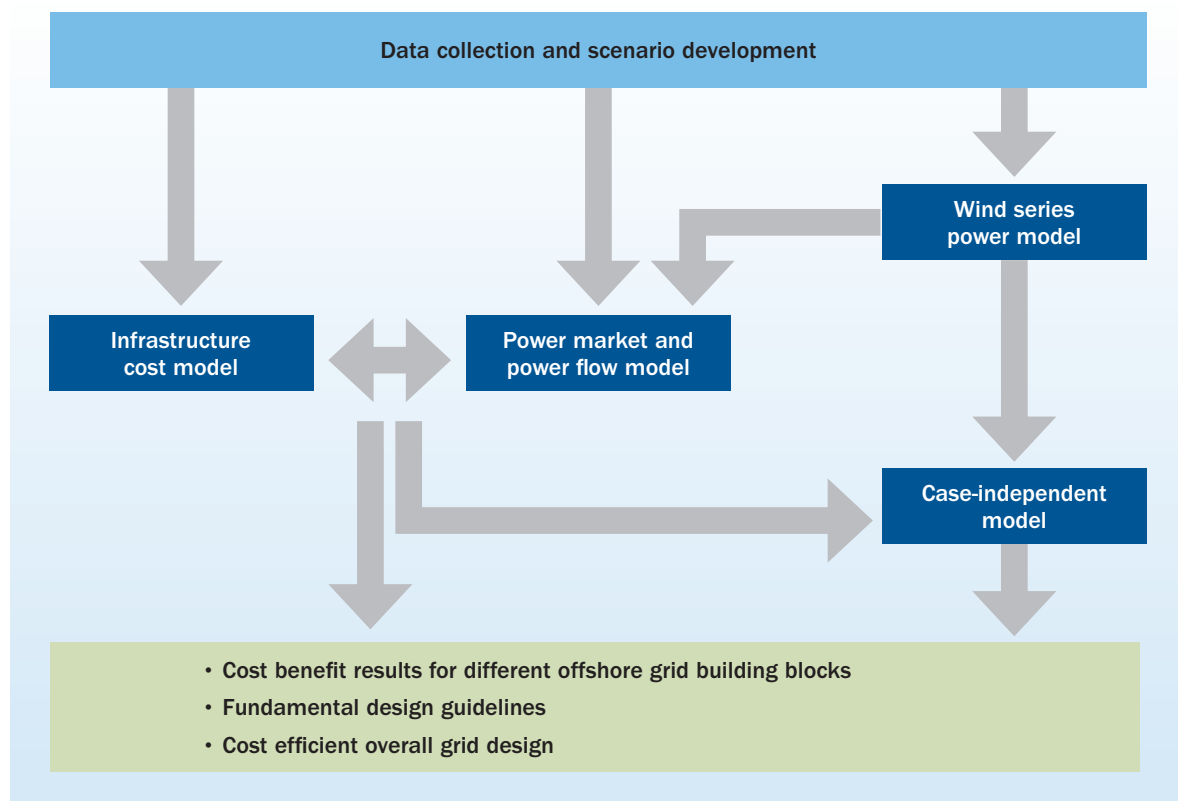 Data collection and scenario development
Wind series
power model
Infrastructure
cost model
Power market and
power flow model
Case-independent
model
• Cost benefit results for different offshore grid building blocks
• Fundamental design guidelines
• Cost efficient overall grid design